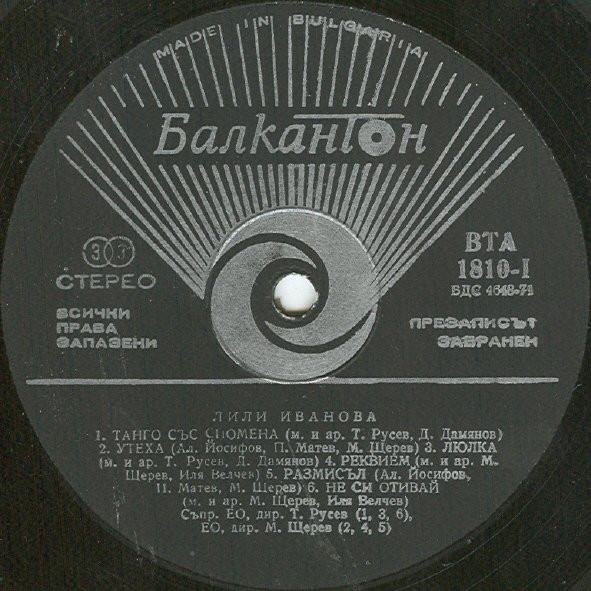 MADE IN BULGARIA
Балкантон
ВТА
1810-I
БДС 4648-71
СТЕРЕО
ВСИЧКИ
ПРАВА
ЗАПАЗЕНИ
ПРЕЗАПИСЪТ
ЗАБРАНЕН
ЛИЛИ ИВАНОВА
1. ТАНГО СЪС СПОМЕНА (м. и ар. Т. Русев, Д. Дамянов)
2. УТЕХА (Ал. Йосифов, П. Матев, М. Щерев) 3. ЛЮЛКА
(м. и ар. Т. Русев, Д. Дамянов) 4. РЕКВИЕМ (м. и ар. М.
Щерев, Иля Велчев) 5. РАЗМИСЪЛ (Ал. Йосифов,
П. Матев, М. Щерев) 6. НЕ СИ ОТИВАЙ
(м. и ар. М. Щерев, Иля Велчев)
Съпр. ЕО, дир. Т. Русев (1, 3, 6),
ЕО, дир. М. Щерев (2, 4, 5)